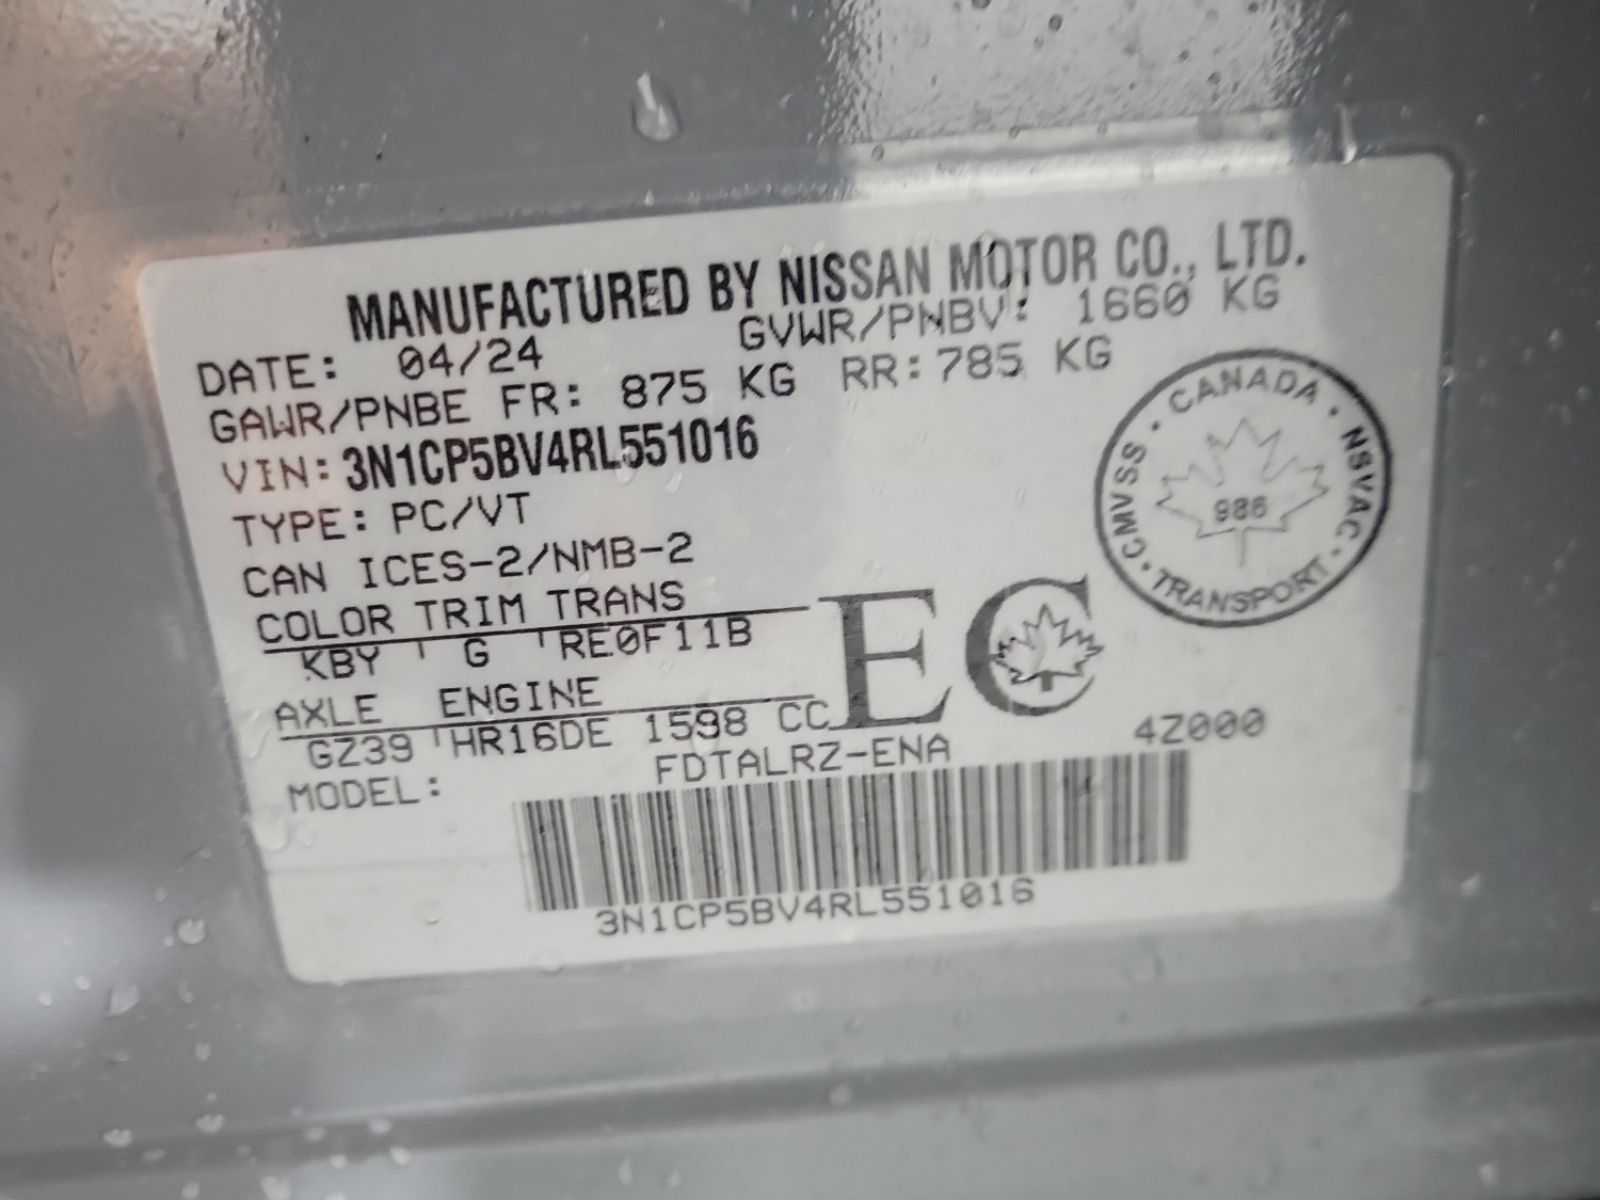 MANUFACTURED BY NISSAN MOTOR CO., LTD.
DATE: 04/24 GVWR/PNBV: 1660 KG
GAWR/PNBE FR: 875 KG RR: 785 KG
VIN: 3N1CP5BV4RL551016
TYPE: PC/VT
CAN ICES-2/NMB-2
COLOR TRIM TRANS
KBY G RE0F11B
AXLE ENGINE
GZ39 HR16DE 1598 CC
MODEL: FDTALRZ-ENA 4Z000
3N1CP5BV4RL551016
EC
CANADA · NSVAC · TRANSPORT · CMVSS ·
986